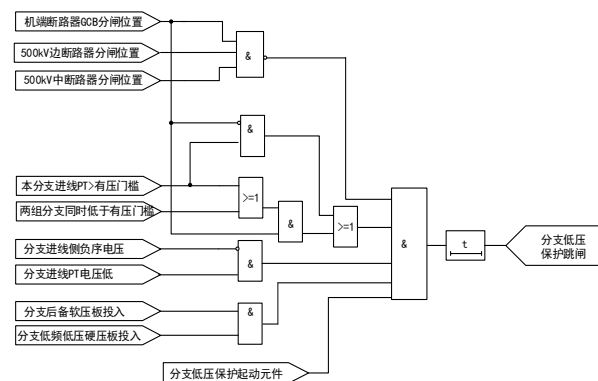 机端断路器GCB分闸位置
500kV边断路器分闸位置
500kV中断路器分闸位置
&
&
本分支进线PT>有压门槛
>=1
两组分支同时低于有压门槛
&
>=1
&
t
分支低压
保护跳闸
分支进线侧负序电压
&
分支进线PT电压低
分支后备软压板投入
&
分支低频低压硬压板投入
分支低压保护起动元件